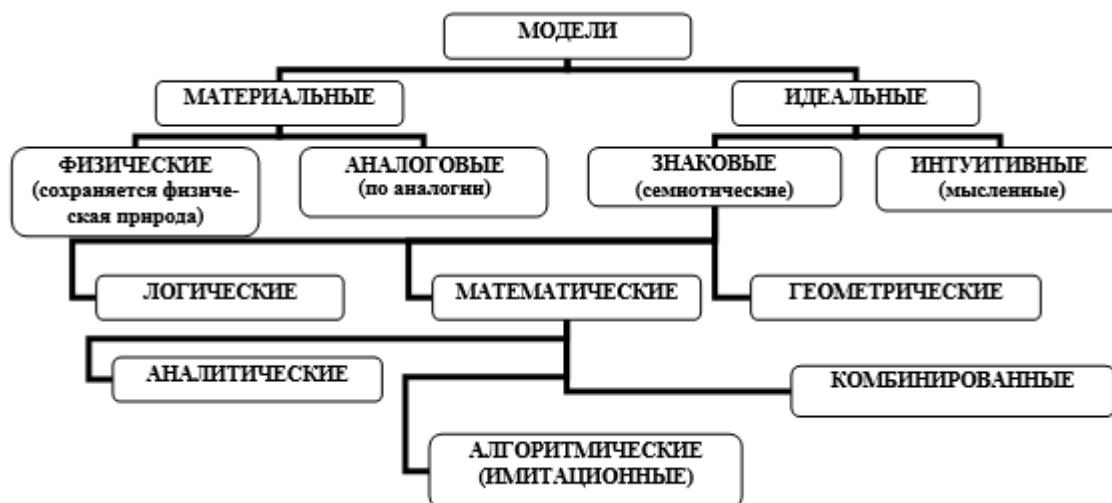 МОДЕЛИ
МАТЕРИАЛЬНЫЕ
ИДЕАЛЬНЫЕ
ФИЗИЧЕСКИЕ
(сохраняется физиче-
ская природа)
АНАЛОГОВЫЕ
(по аналогии)
ЗНАКОВЫЕ
(семиотические)
ИНТУИТИВНЫЕ
(мысленные)
ЛОГИЧЕСКИЕ
МАТЕМАТИЧЕСКИЕ
ГЕОМЕТРИЧЕСКИЕ
АНАЛИТИЧЕСКИЕ
КОМБИНИРОВАННЫЕ
АЛГОРИТМИЧЕСКИЕ
(ИМИТАЦИОННЫЕ)